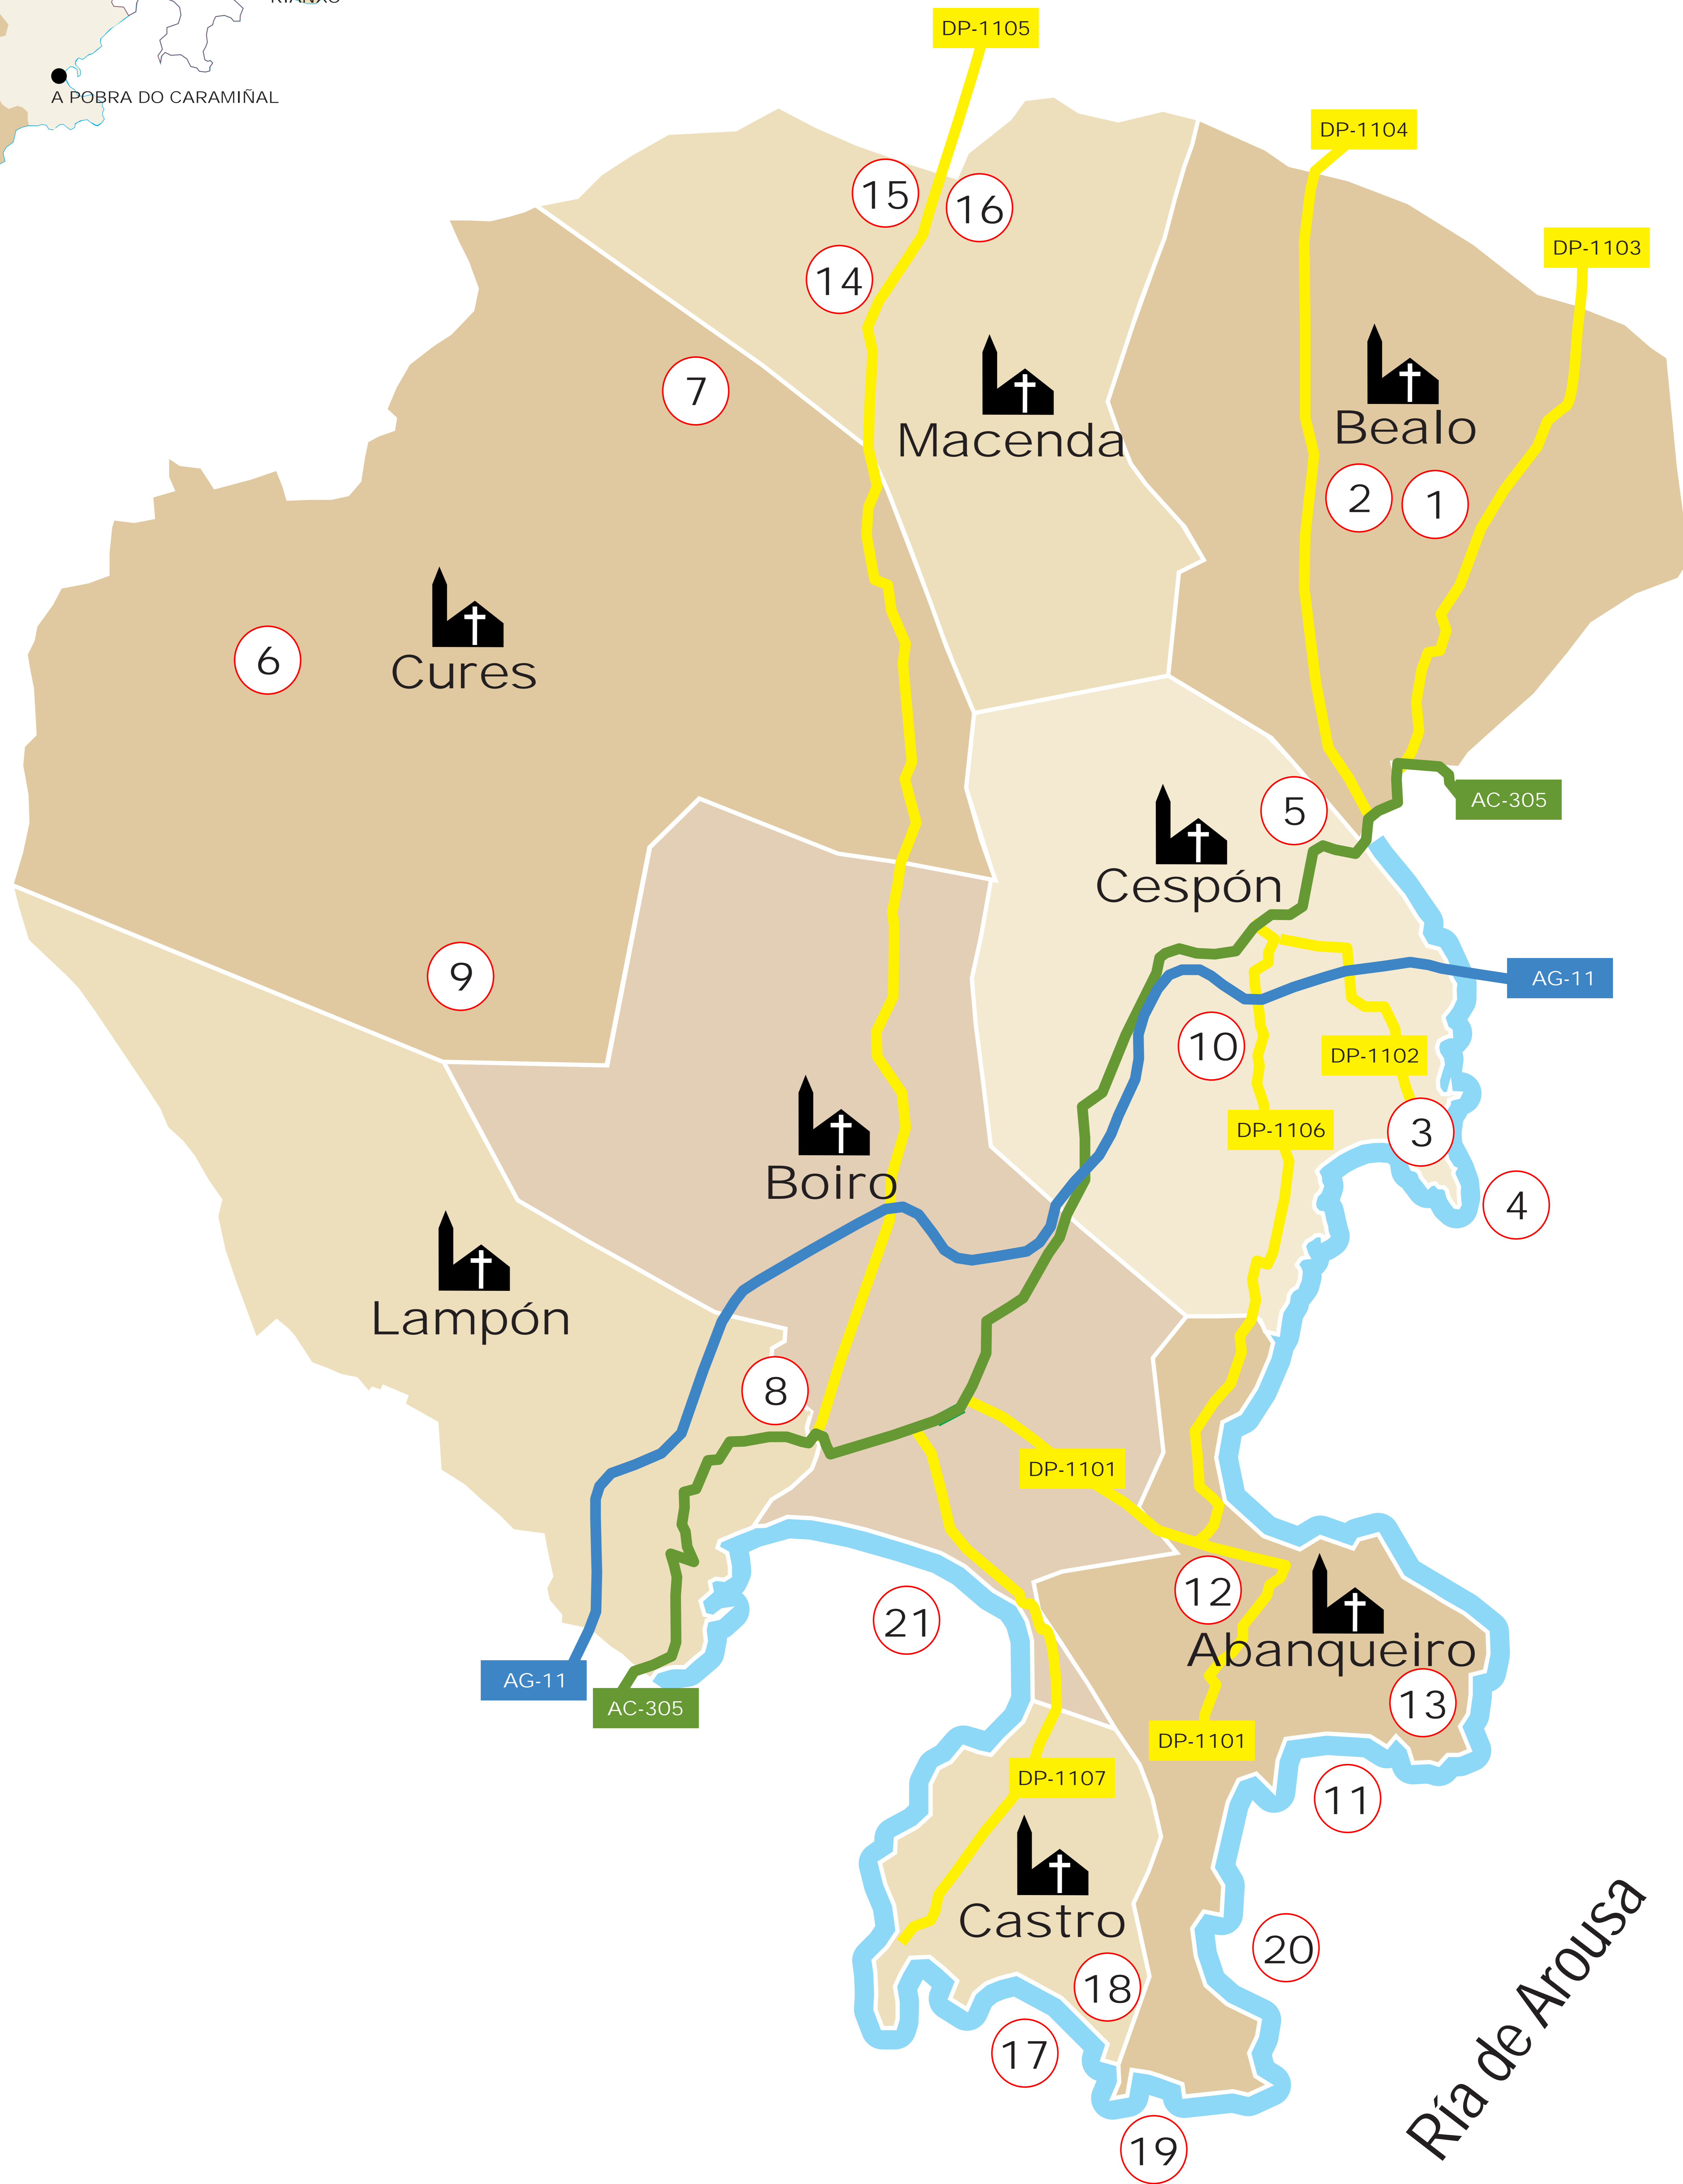 RIANXO
A POBRA DO CARAMIÑAL
DP-1105
DP-1104
DP-1103
15
16
14
7
Macenda
Bealo
2
1
6
Cures
5
AC-305
Cespón
9
AG-11
10
DP-1102
DP-1106
3
Boiro
4
Lampón
8
DP-1101
12
21
Abanqueiro
AG-11
AC-305
13
DP-1101
DP-1107
11
Castro
20
18
17
19
Ría de Arousa